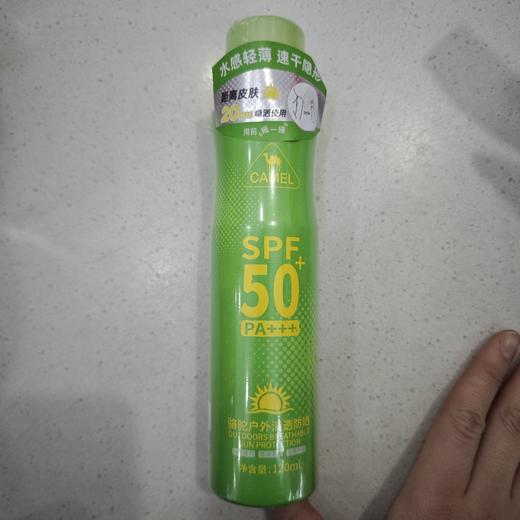 水感轻薄 速干隐形
距离皮肤
20cm 喷洒使用
用前摇一摇
CAMEL
SPF
50+
PA+++
骆驼户外清透防晒
OUTDOORS BREATHABLE
SUN PROTECTION
净含量:120mL